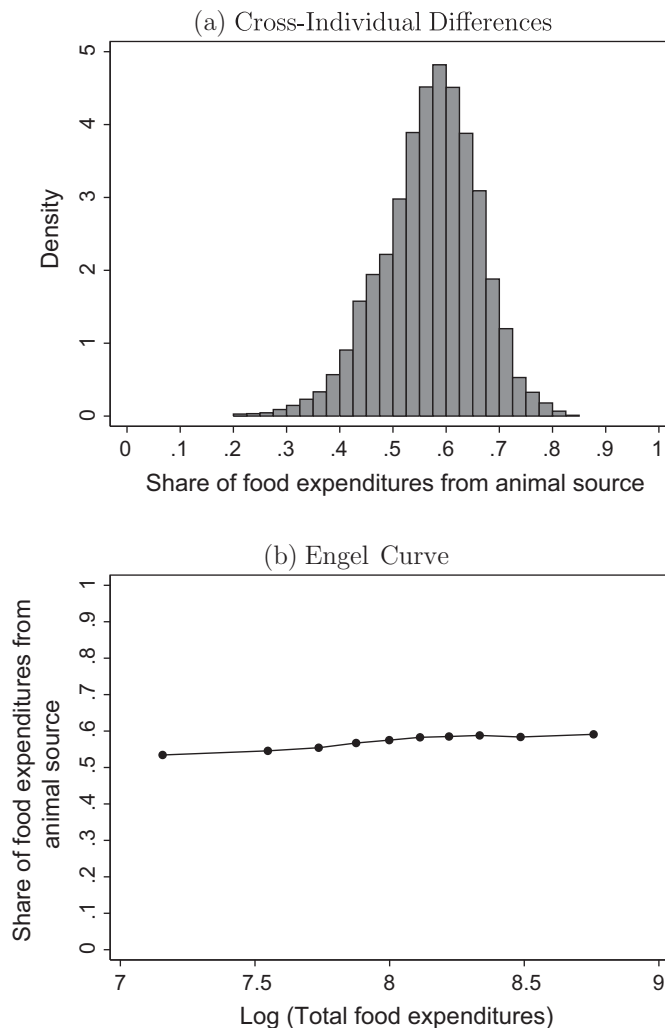 (a) Cross-Individual Differences
5
4
3
2
1
0
Density
0 .1 .2 .3 .4 .5 .6 .7 .8 .9 1
Share of food expenditures from animal source
(b) Engel Curve
1
.9
.8
.7
.6
.5
.4
.3
.2
.1
0
Share of food expenditures from
animal source
7 7.5 8 8.5 9
Log (Total food expenditures)